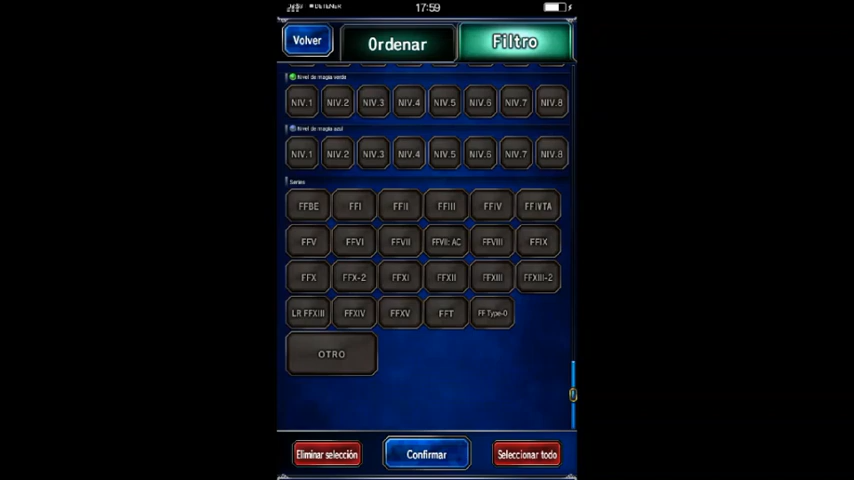 17:59
Volver
Ordenar
Filtro
Nivel de magia verde
NIV.1 NIV.2 NIV.3 NIV.4 NIV.5 NIV.6 NIV.7 NIV.8
Nivel de magia azul
NIV.1 NIV.2 NIV.3 NIV.4 NIV.5 NIV.6 NIV.7 NIV.8
Series
FFBE FFI FFII FFIII FFIV FFIVTA
FFV FFVI FFVII FFVII: AC FFVIII FFIX
FFX FFX-2 FFXI FFXII FFXIII FFXIII-2
LR FFXIII FFXIV FFXV FFT FF Type-0
OTRO
Eliminar selección
Confirmar
Seleccionar todo